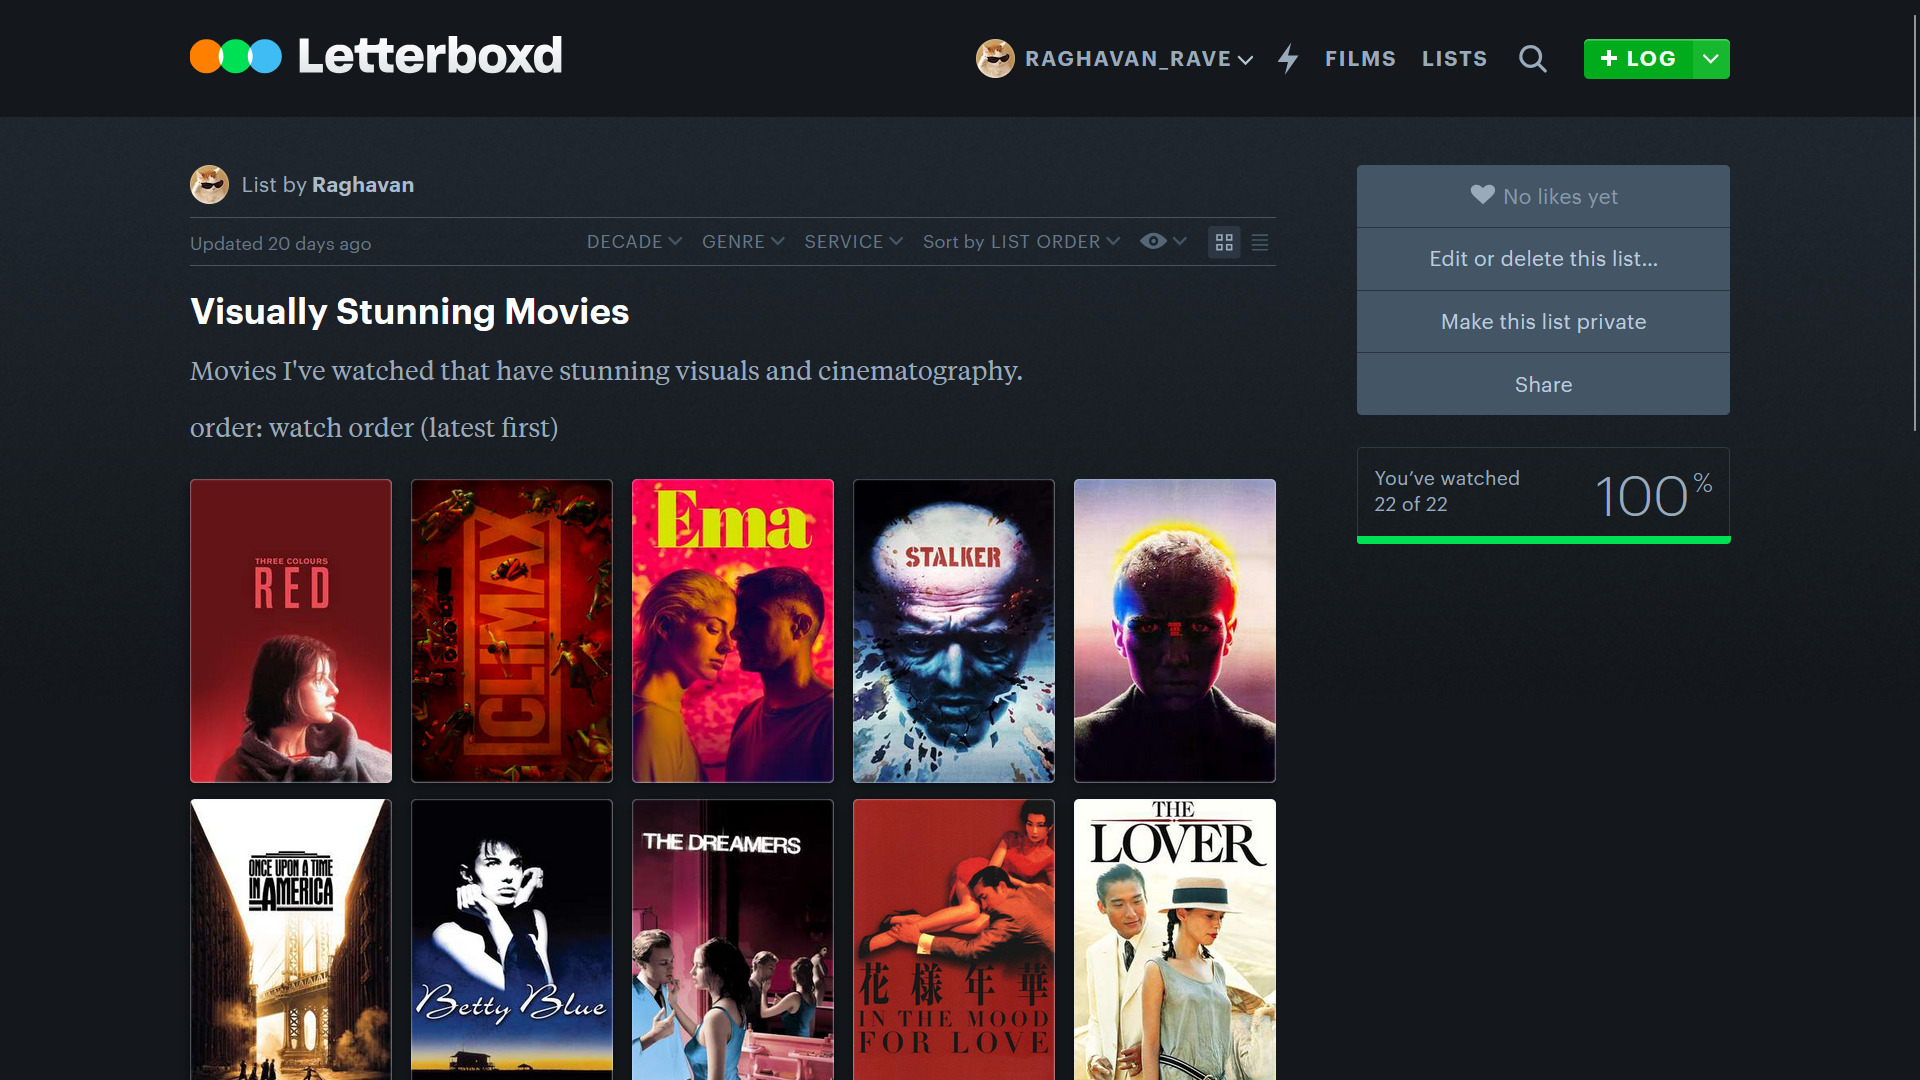 Letterboxd
RAGHAVAN_RAVE
FILMS
LISTS
+ LOG
List by Raghavan
Updated 20 days ago
DECADE
GENRE
SERVICE
Sort by LIST ORDER
Visually Stunning Movies
Movies I've watched that have stunning visuals and cinematography.
order: watch order (latest first)
No likes yet
Edit or delete this list...
Make this list private
Share
You’ve watched
22 of 22
100%
THREE COLOURS
RED
CLIMAX
Ema
STALKER
ONCE UPON A TIME
IN AMERICA
Betty Blue
THE DREAMERS
花樣年華
IN THE MOOD
FOR LOVE
THE
LOVER